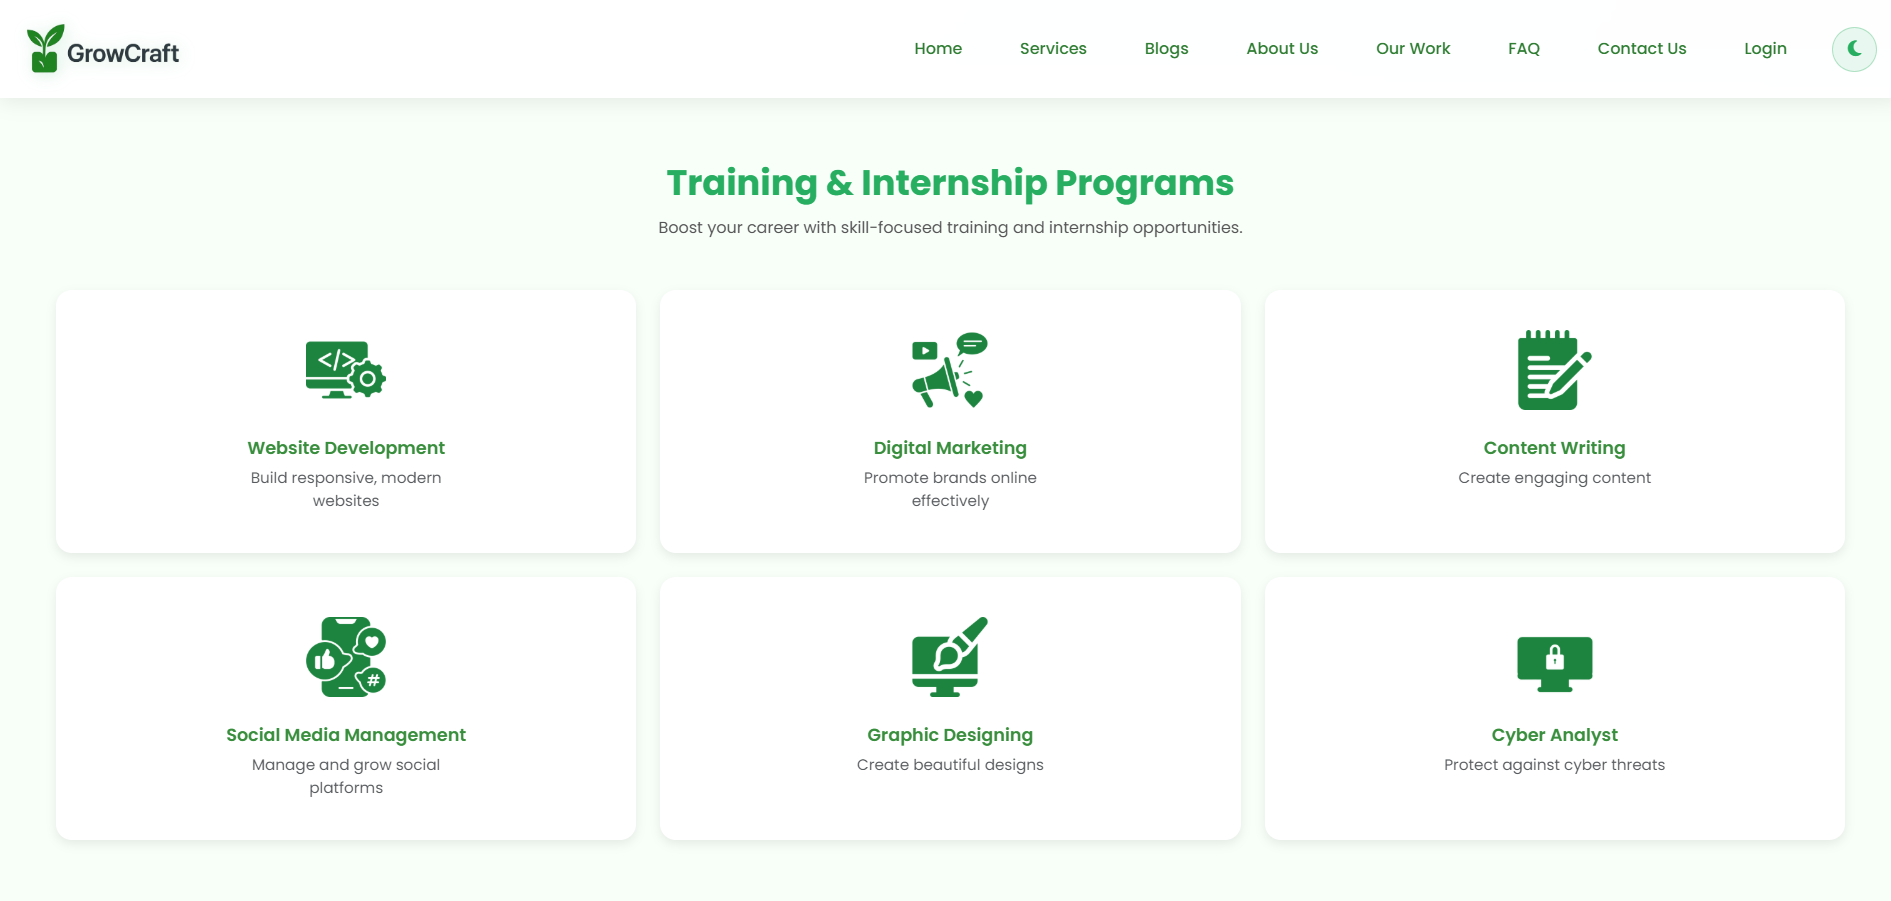 GrowCraft
Home
Services
Blogs
About Us
Our Work
FAQ
Contact Us
Login
Training & Internship Programs
Boost your career with skill-focused training and internship opportunities.
</>
Website Development
Build responsive, modern
websites
Digital Marketing
Promote brands online
effectively
Content Writing
Create engaging content
#
Social Media Management
Manage and grow social
platforms
Graphic Designing
Create beautiful designs
Cyber Analyst
Protect against cyber threats